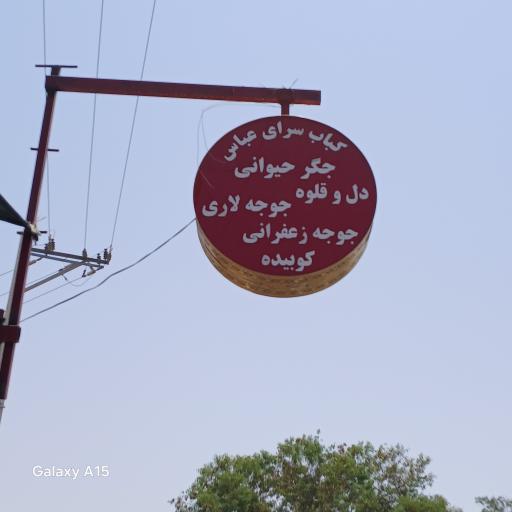 کباب سرای عباس
جگر حیوانی
دل و قلوه
جوجه لاری
جوجه زعفرانی
کوبیده
Galaxy A15